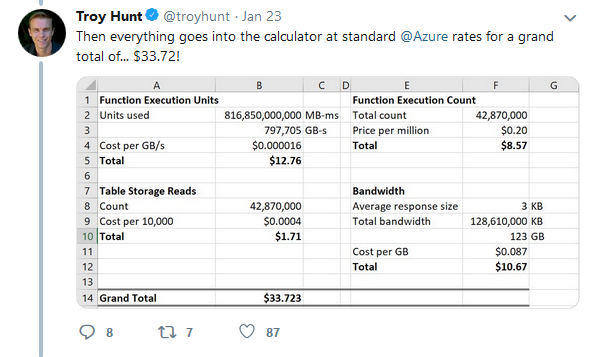 Troy Hunt @troyhunt · Jan 23
Then everything goes into the calculator at standard @Azure rates for a grand
total of... $33.72!
A B C D E F G
1 Function Execution Units Function Execution Count
2 Units used 816,850,000,000 MB-ms Total count 42,870,000
3 797,705 GB-s Price per million $0.20
4 Cost per GB/s $0.000016 Total $8.57
5 Total $12.76
6
7 Table Storage Reads Bandwidth
8 Count 42,870,000 Average response size 3 KB
9 Cost per 10,000 $0.0004 Total bandwidth 128,610,000 KB
10 Total $1.71 123 GB
11 Cost per GB $0.087
12 Total $10.67
13
14 Grand Total $33.723
8 7 87